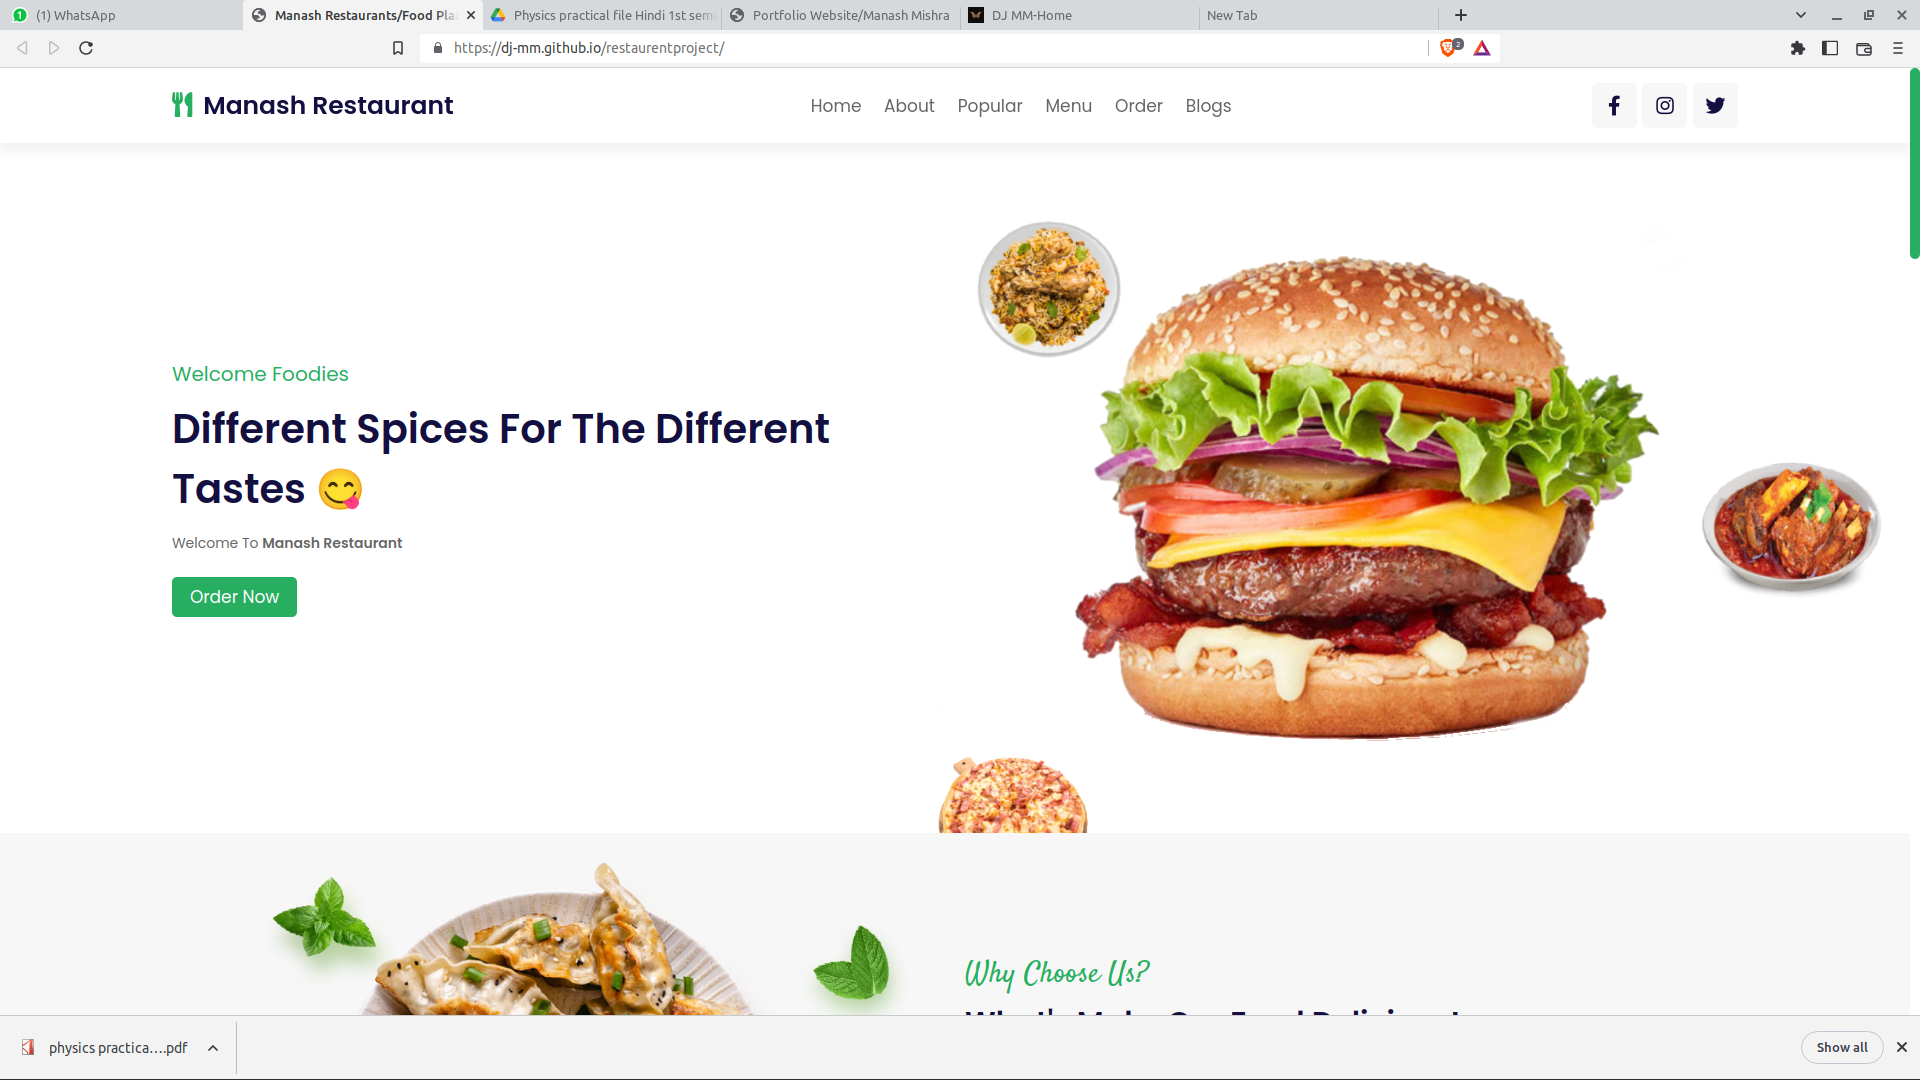 (1) WhatsApp
Manash Restaurants/Food Pla
Physics practical file Hindi 1st sem
Portfolio Website/Manash Mishra
DJ MM-Home
New Tab
https://dj-mm.github.io/restaurentproject/
2
Manash Restaurant
Home About Popular Menu Order Blogs
Welcome Foodies
Different Spices For The Different
Tastes 😋
Welcome To Manash Restaurant
Order Now
Why Choose Us?
physics practica....pdf
Show all